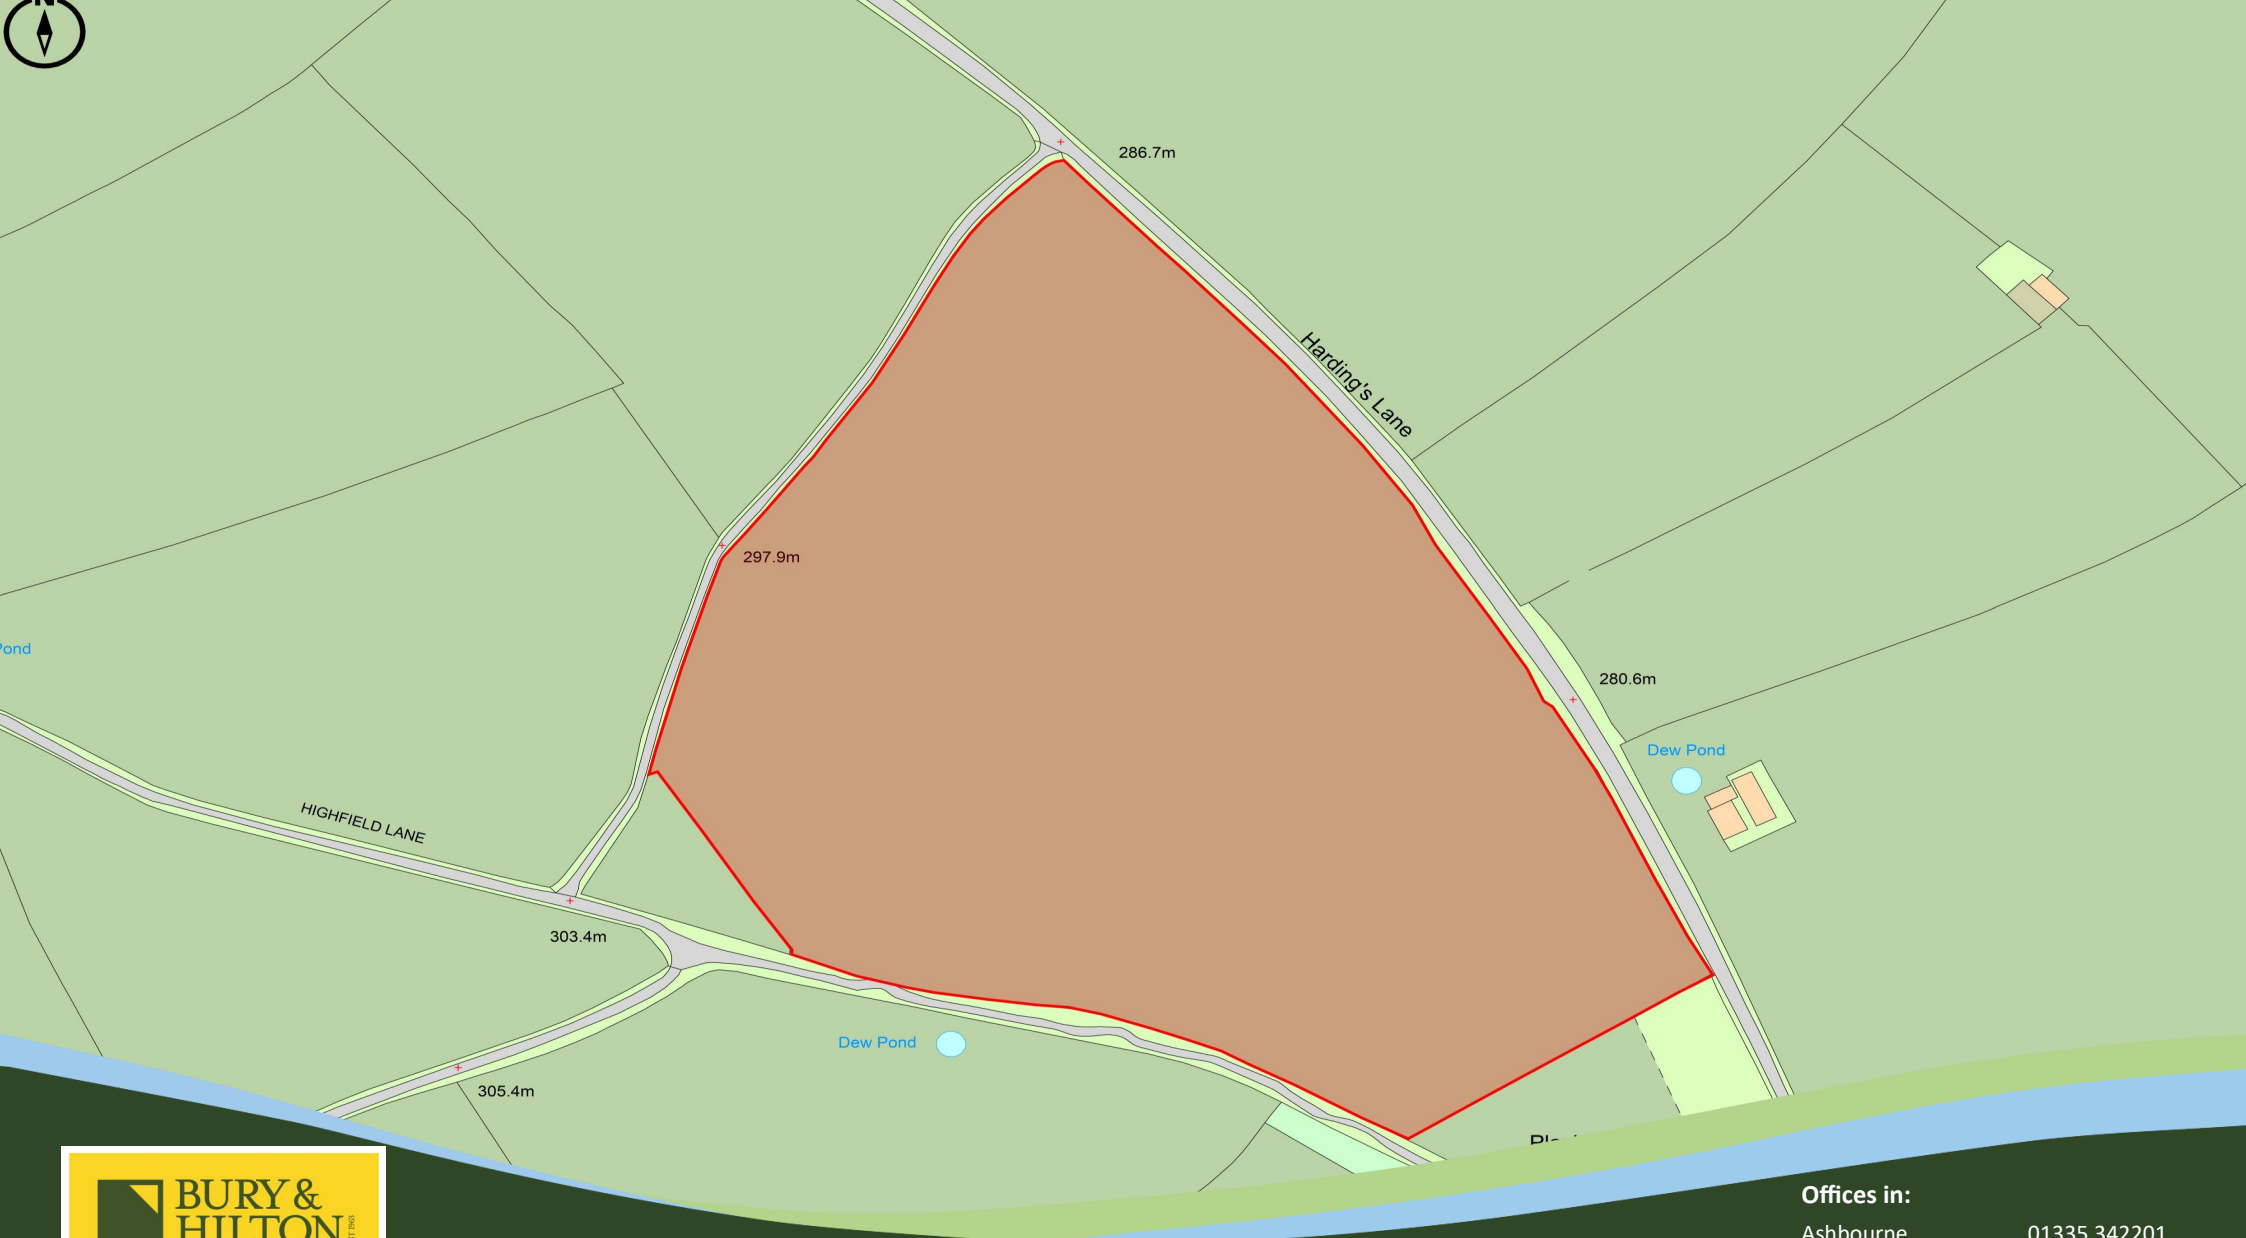 N
286.7m
Harding's Lane
297.9m
Pond
280.6m
Dew Pond
HIGHFIELD LANE
303.4m
Dew Pond
305.4m
BURY &
HILTON
Offices in:
Ashbourne 01335 342201